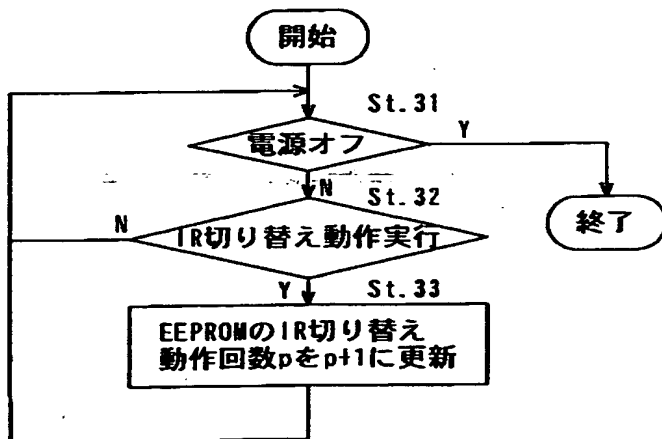 開始
St.31
電源オフ
Y
N
St.32
終了
N
IR切り替え動作実行
Y
St.33
EEPROMのIR切り替え
動作回数pをp+1に更新